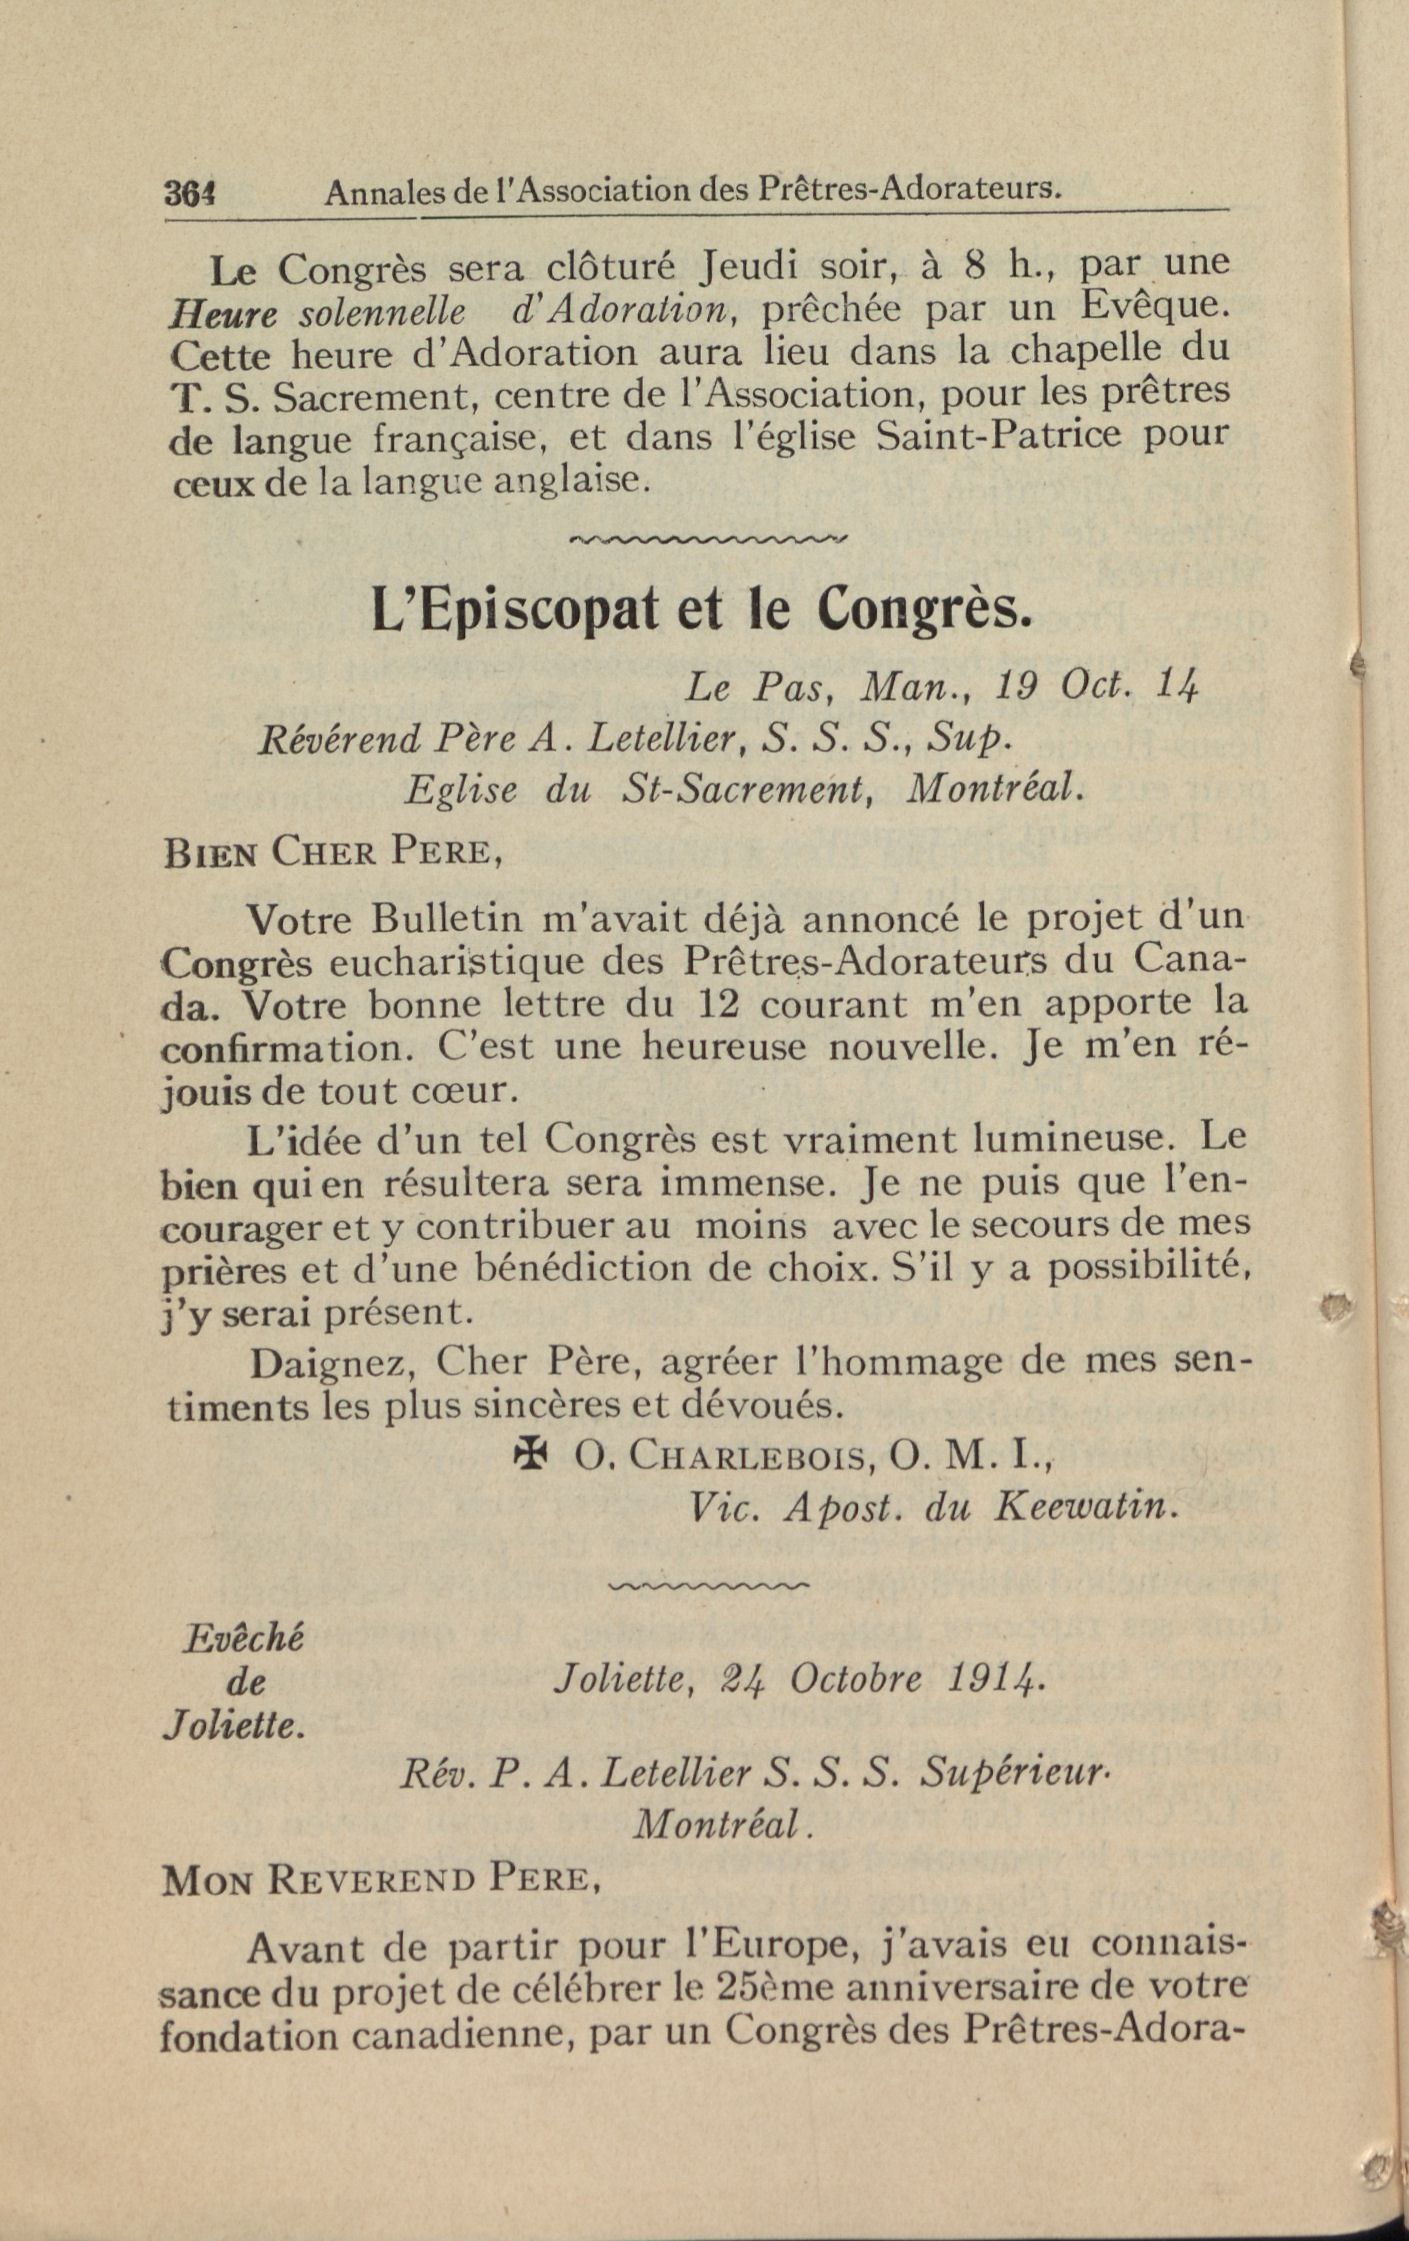 364 Annales de l'Association des Prêtres-Adorateurs.
Le Congrès sera clôturé Jeudi soir, à 8 h., par une
Heure solennelle d'Adoration, prêchée par un Evêque.
Cette heure d'Adoration aura lieu dans la chapelle du
T. S. Sacrement, centre de l'Association, pour les prêtres
de langue française, et dans l'église Saint-Patrice pour
ceux de la langue anglaise.
L'Episcopat et le Congrès.
Le Pas, Man., 19 Oct. 14
Révérend Père A. Letellier, S. S. S., Sup.
Eglise du St-Sacrement, Montréal.
BIEN CHER PERE,
Votre Bulletin m'avait déjà annoncé le projet d'un
Congrès eucharistique des Prêtres-Adorateurs du Cana-
da. Votre bonne lettre du 12 courant m'en apporte la
confirmation. C'est une heureuse nouvelle. Je m'en ré-
jouis de tout cœur.
L'idée d'un tel Congrès est vraiment lumineuse. Le
bien qui en résultera sera immense. Je ne puis que l'en-
courager et y contribuer au moins avec le secours de mes
prières et d'une bénédiction de choix. S'il y a possibilité,
j'y serai présent.
Daignez, Cher Père, agréer l'hommage de mes sen-
timents les plus sincères et dévoués.
✠ O. CHARLEBOIS, O. M. I.,
Vic. Apost. du Keewatin.
Evêché
de
Joliette.
Joliette, 24 Octobre 1914.
Rév. P. A. Letellier S. S. S. Supérieur.
Montréal.
MON REVEREND PERE,
Avant de partir pour l'Europe, j'avais eu connais-
sance du projet de célébrer le 25ème anniversaire de votre
fondation canadienne, par un Congrès des Prêtres-Adora-